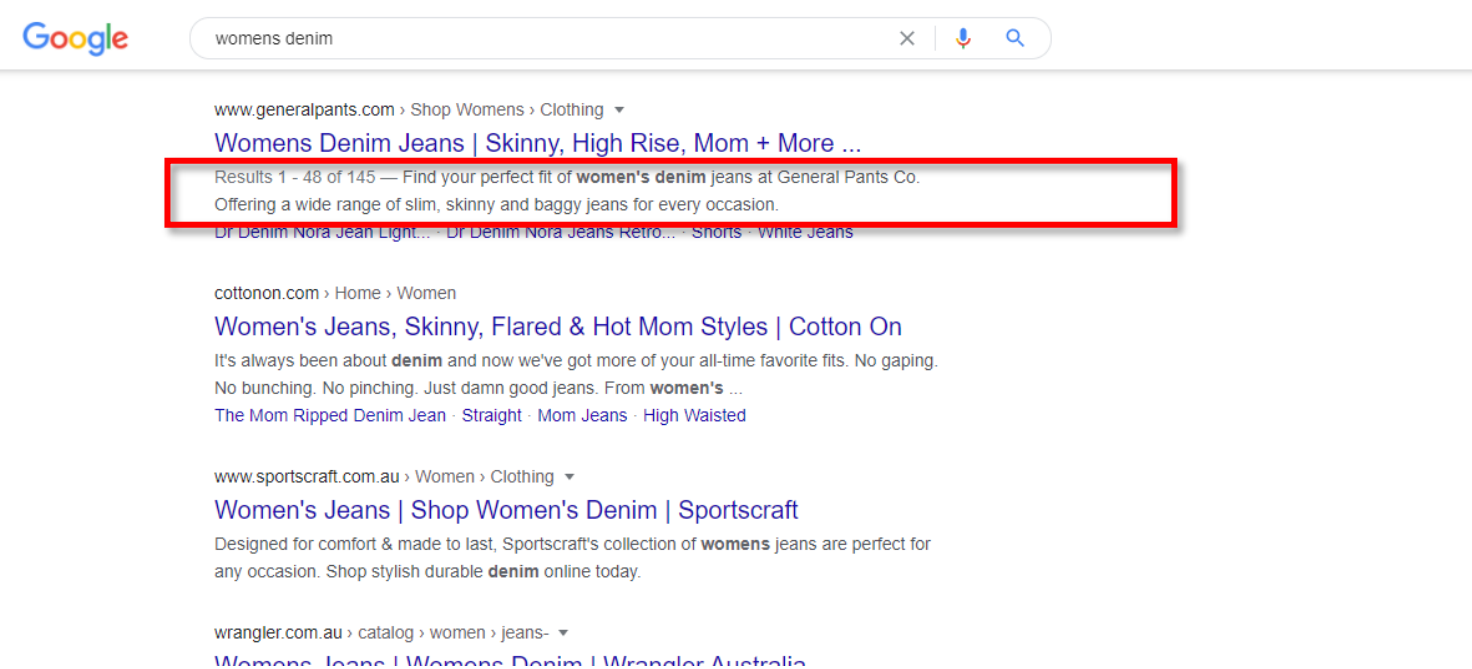 Google
womens denim
www.generalpants.com › Shop Womens › Clothing
Womens Denim Jeans | Skinny, High Rise, Mom + More ...
Results 1 - 48 of 145 — Find your perfect fit of women's denim jeans at General Pants Co.
Offering a wide range of slim, skinny and baggy jeans for every occasion.
Dr Denim Nora Jean Light... · Dr Denim Nora Jeans Retro... · Shorts · White Jeans
cottonon.com › Home › Women
Women's Jeans, Skinny, Flared & Hot Mom Styles | Cotton On
It's always been about denim and now we've got more of your all-time favorite fits. No gaping.
No bunching. No pinching. Just damn good jeans. From women's ...
The Mom Ripped Denim Jean · Straight · Mom Jeans · High Waisted
www.sportscraft.com.au › Women › Clothing
Women's Jeans | Shop Women's Denim | Sportscraft
Designed for comfort & made to last, Sportscraft's collection of womens jeans are perfect for
any occasion. Shop stylish durable denim online today.
wrangler.com.au › catalog › women › jeans-
Womens Jeans | Womens Denim | Wrangler Australia